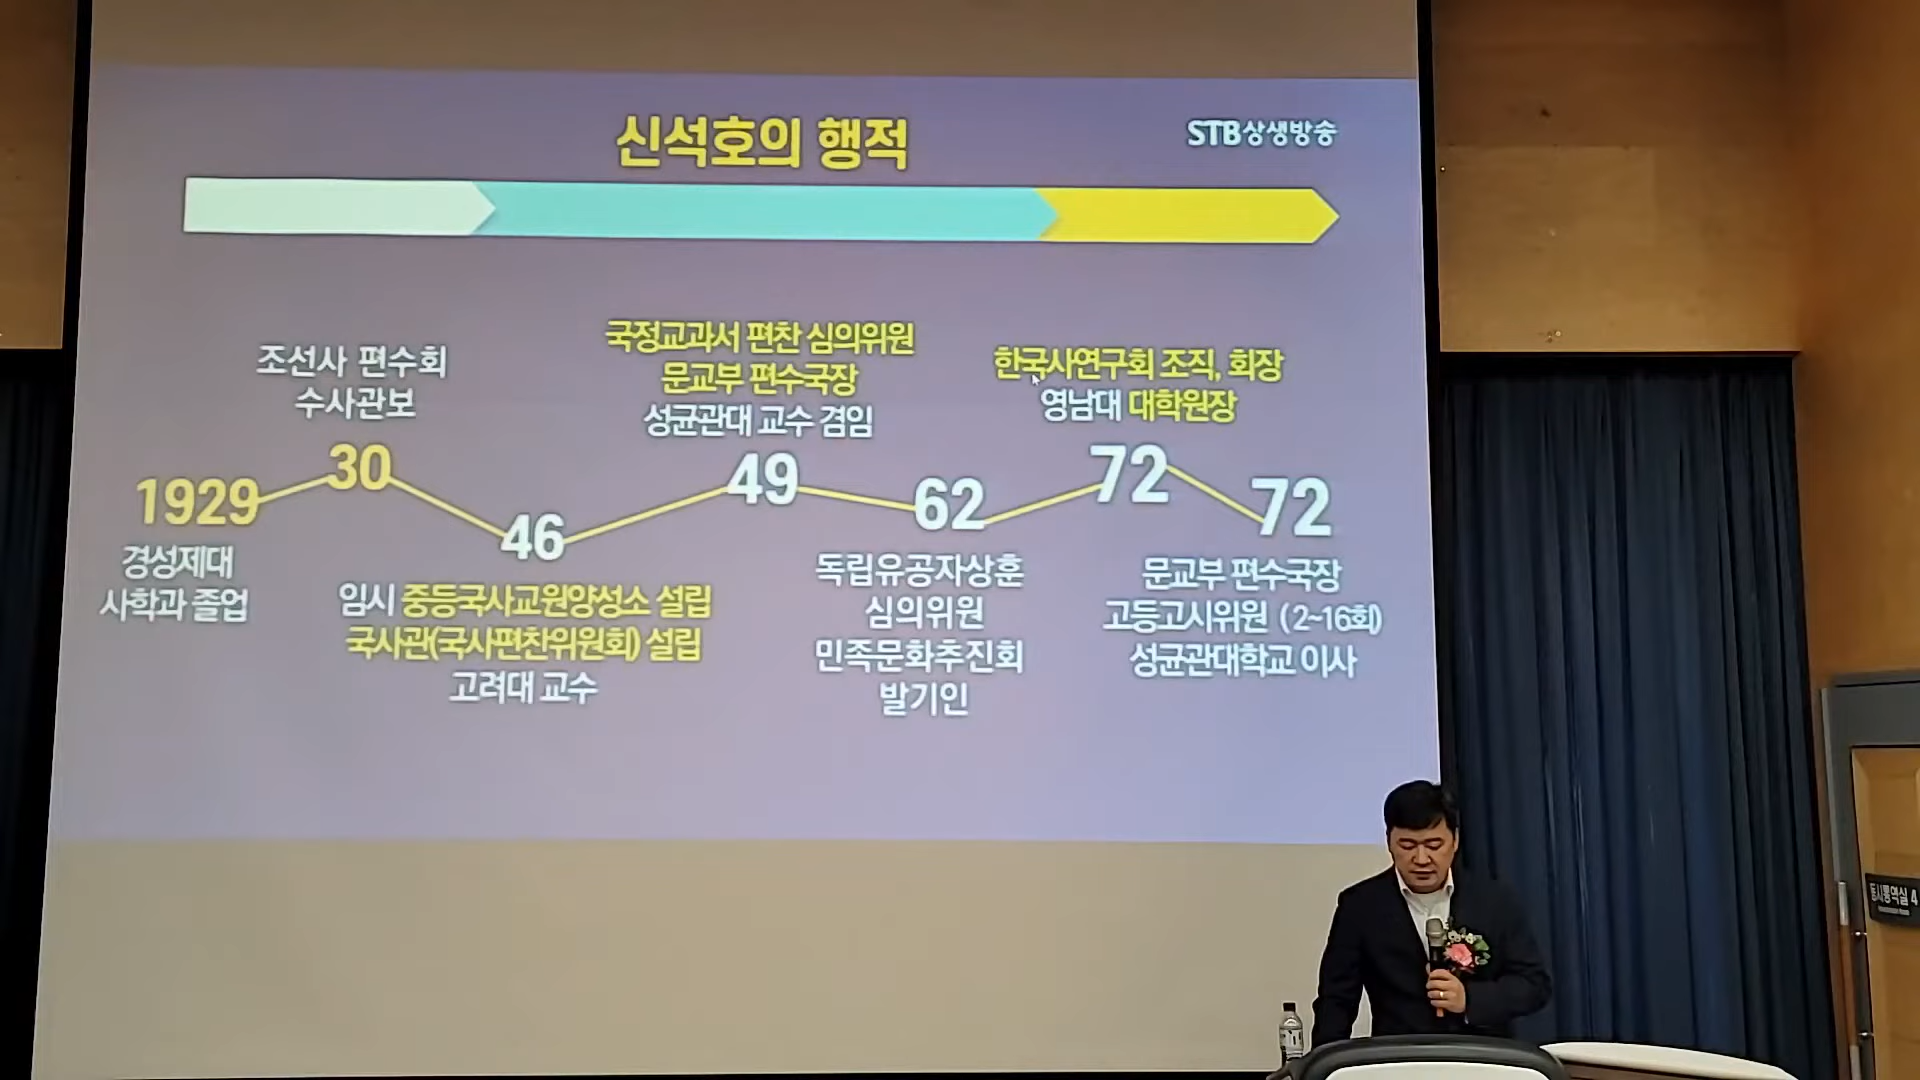 신석호의 행적
STB상생방송
1929
경성제대
사학과 졸업
조선사 편수회
수사관보
30
46
임시 중등국사교원양성소 설립
국사관(국사편찬위원회) 설립
고려대 교수
국정교과서 편찬 심의위원
문교부 편수국장
성균관대 교수 겸임
49
62
독립유공자상훈
심의위원
민족문화추진회
발기인
한국사연구회 조직, 회장
영남대 대학원장
72
72
문교부 편수국장
고등고시위원 (2~16회)
성균관대학교 이사
동시통역실 4